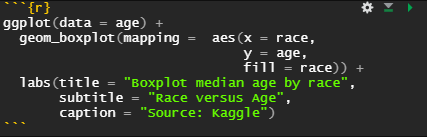 ```{r}
ggplot(data = age) +
  geom_boxplot(mapping =  aes(x = race,
                              y = age,
                              fill = race)) +
  labs(title = "Boxplot median age by race",
       subtitle = "Race versus Age",
       caption = "Source: Kaggle")
```